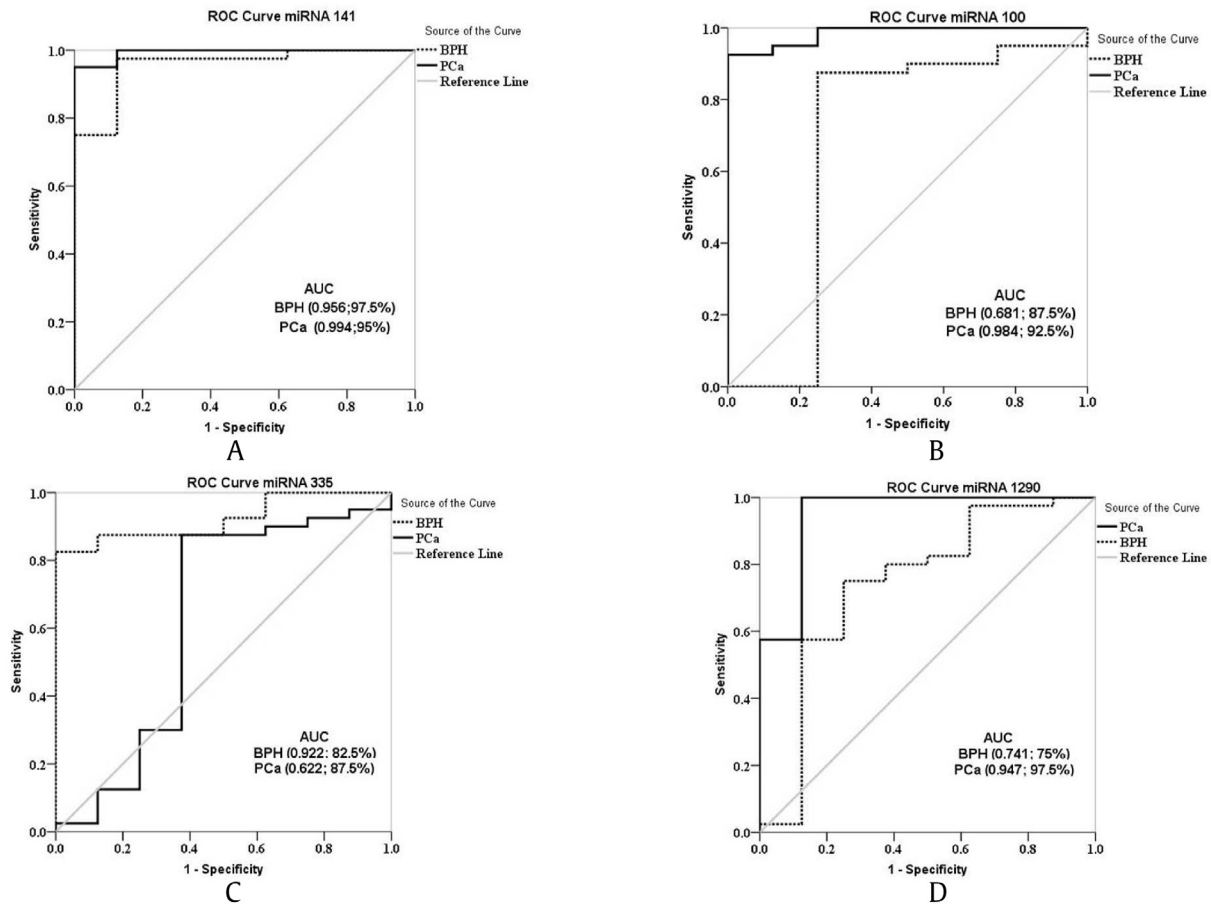 ROC Curve miRNA 141
Source of the Curve
BPH
PCa
Reference Line
1.0
0.8
0.6
0.4
0.2
0.0
Sensitivity
0.0 0.2 0.4 0.6 0.8 1.0
1 - Specificity
AUC
BPH (0.956;97.5%)
PCa (0.994;95%)
A
ROC Curve miRNA 100
Source of the Curve
BPH
PCa
Reference Line
1.0
0.8
0.6
0.4
0.2
0.0
Sensitivity
0.0 0.2 0.4 0.6 0.8 1.0
1 - Specificity
AUC
BPH (0.681; 87.5%)
PCa (0.984; 92.5%)
B
ROC Curve miRNA 335
Source of the Curve
BPH
PCa
Reference Line
1.0
0.8
0.6
0.4
0.2
0.0
Sensitivity
0.0 0.2 0.4 0.6 0.8 1.0
1 - Specificity
AUC
BPH (0.922; 82.5%)
PCa (0.622; 87.5%)
C
ROC Curve miRNA 1290
Source of the Curve
PCa
BPH
Reference Line
1.0
0.8
0.6
0.4
0.2
0.0
Sensitivity
0.0 0.2 0.4 0.6 0.8 1.0
1 - Specificity
AUC
BPH (0.741; 75%)
PCa (0.947; 97.5%)
D